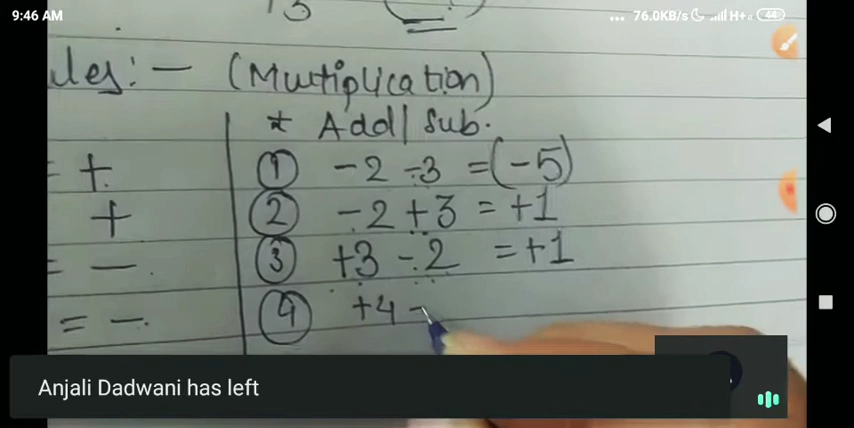 9:46 AM
... 76.0KB/s H+ 44
les:- (Multiplication)
* Add/Sub.
= + ① -2 -3 = (-5)
+ ② -2 +3 = +1
= - ③ +3 -2 = +1
= - ④ +4 -
Anjali Dadwani has left